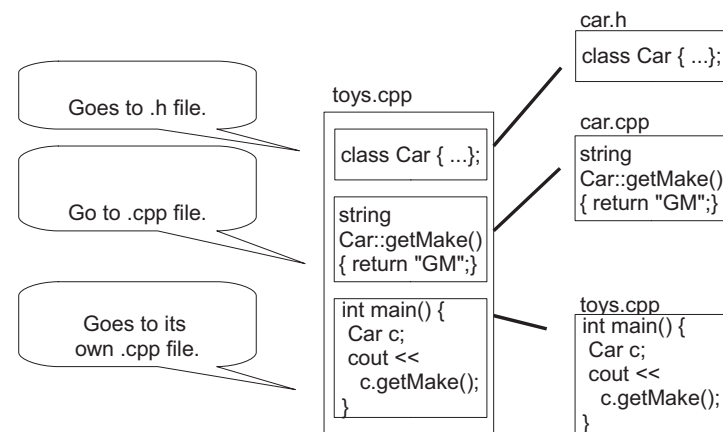 Goes to .h file.
Go to .cpp file.
Goes to its
own .cpp file.
toys.cpp
class Car { ...};
string
Car::getMake()
{ return "GM";}
int main() {
Car c;
cout <<
c.getMake();
}
car.h
class Car { ...};
car.cpp
string
Car::getMake()
{ return "GM";}
toys.cpp
int main() {
Car c;
cout <<
c.getMake();
}